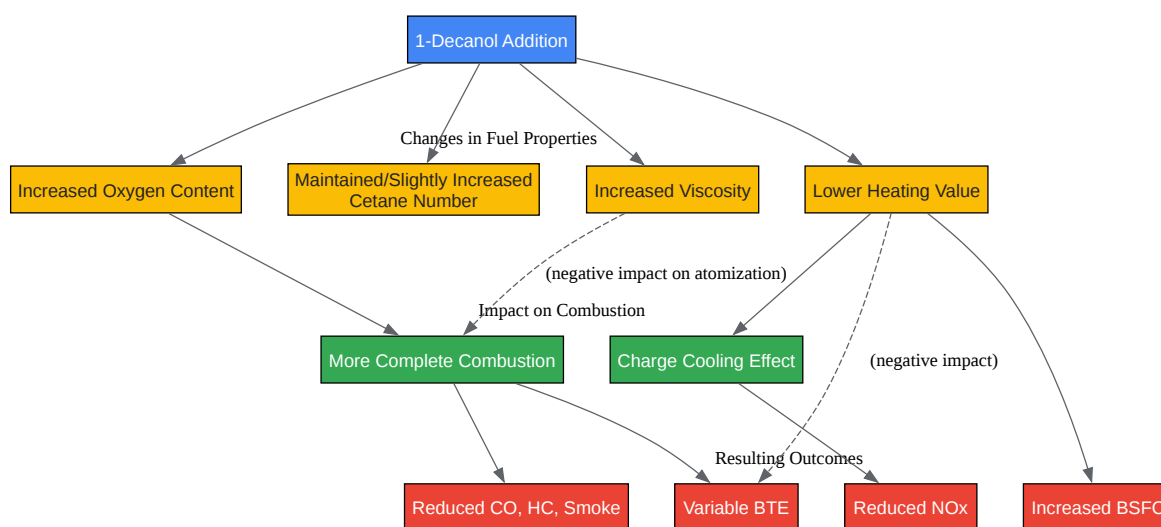 1-Decanol Addition
Changes in Fuel Properties
Increased Oxygen Content
Maintained/Slightly Increased
Cetane Number
Increased Viscosity
Lower Heating Value
(negative impact on atomization)
Impact on Combustion
More Complete Combustion
Charge Cooling Effect
(negative impact)
Resulting Outcomes
Reduced CO, HC, Smoke
Variable BTE
Reduced NOx
Increased BSFC